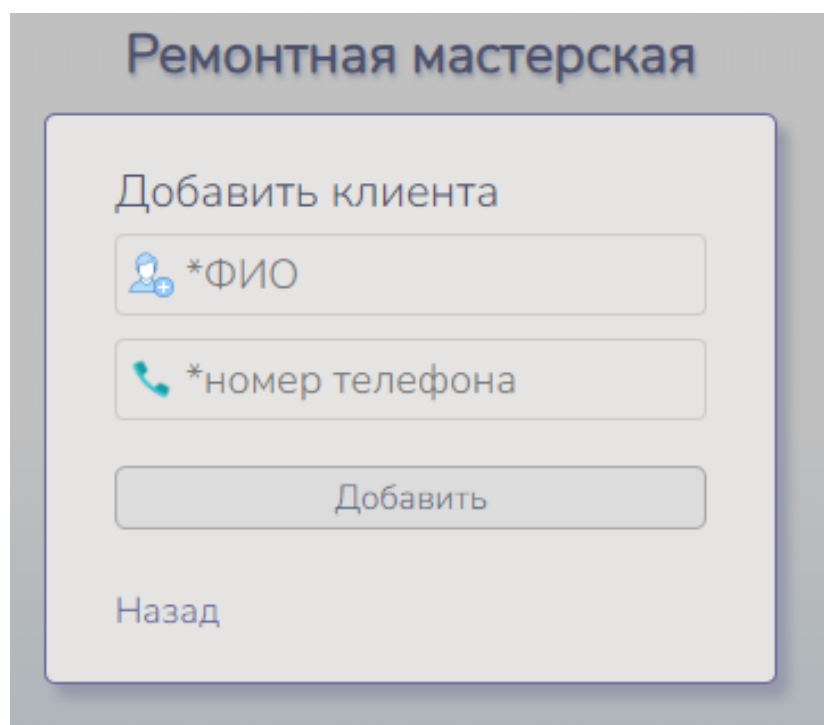 Ремонтная мастерская
Добавить клиента
*ФИО
*номер телефона
Добавить
Назад